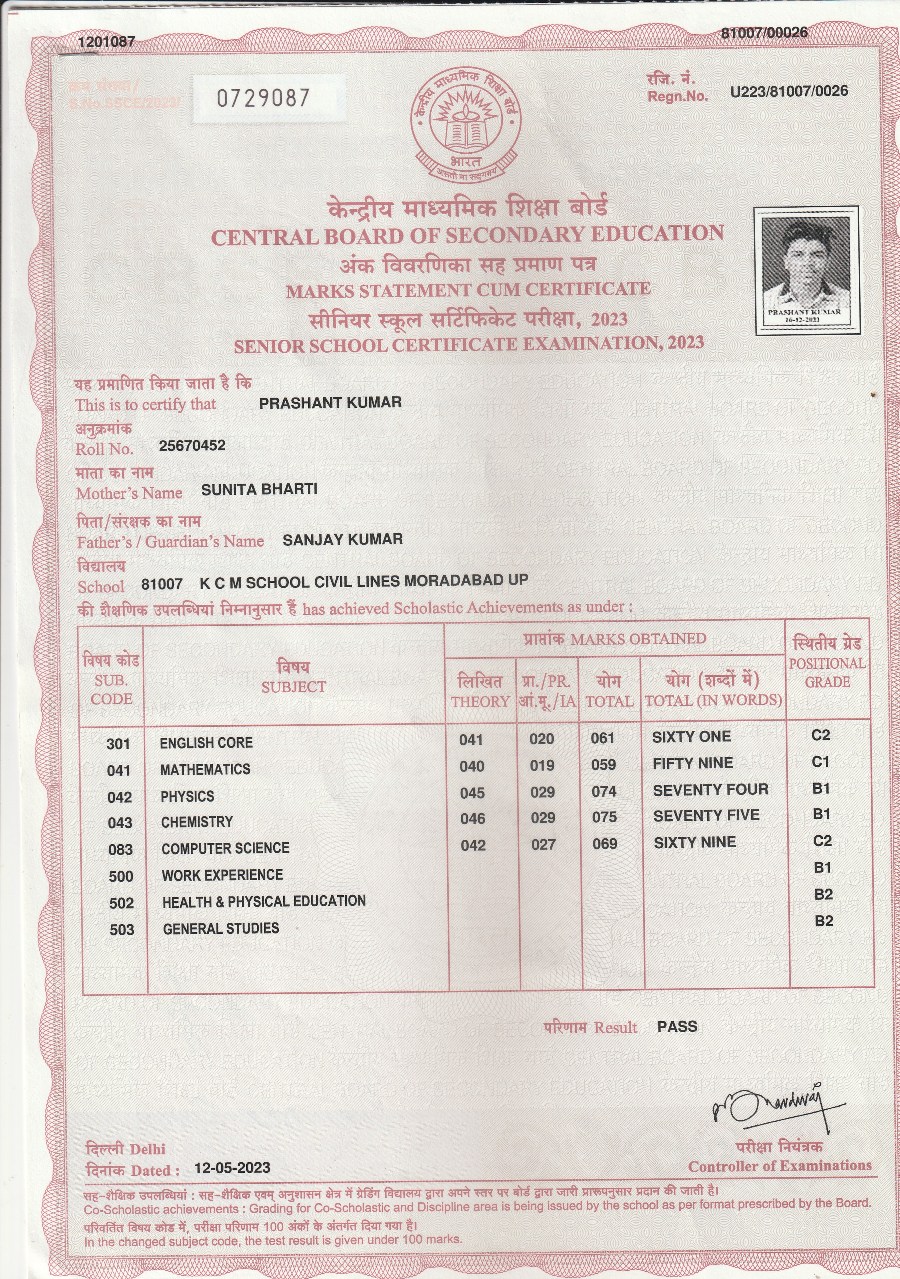 1201087
81007/00026
क्रम संख्या /
S.No.SSCE/2023/
0729087
केन्द्रीय माध्यमिक शिक्षा बोर्ड
भारत
असतो मा सद्गमय
रजि. नं.
Regn.No. U223/81007/0026
केन्द्रीय माध्यमिक शिक्षा बोर्ड
CENTRAL BOARD OF SECONDARY EDUCATION
अंक विवरणिका सह प्रमाण पत्र
MARKS STATEMENT CUM CERTIFICATE
सीनियर स्कूल सर्टिफिकेट परीक्षा, 2023
SENIOR SCHOOL CERTIFICATE EXAMINATION, 2023
PRASHANT KUMAR
यह प्रमाणित किया जाता है कि
This is to certify that PRASHANT KUMAR
अनुक्रमांक
Roll No. 25670452
माता का नाम
Mother's Name SUNITA BHARTI
पिता/संरक्षक का नाम
Father's / Guardian's Name SANJAY KUMAR
विद्यालय
School 81007 K C M SCHOOL CIVIL LINES MORADABAD UP
की शैक्षणिक उपलब्धियां निम्नानुसार हैं has achieved Scholastic Achievements as under :
विषय कोड SUB. CODE
विषय SUBJECT
प्राप्तांक MARKS OBTAINED
लिखित THEORY
प्रा./PR. आं.मू./IA
योग TOTAL
योग (शब्दों में) TOTAL (IN WORDS)
स्थितीय ग्रेड POSITIONAL GRADE
301 ENGLISH CORE 041 020 061 SIXTY ONE C2
041 MATHEMATICS 040 019 059 FIFTY NINE C1
042 PHYSICS 045 029 074 SEVENTY FOUR B1
043 CHEMISTRY 046 029 075 SEVENTY FIVE B1
083 COMPUTER SCIENCE 042 027 069 SIXTY NINE C2
500 WORK EXPERIENCE B1
502 HEALTH & PHYSICAL EDUCATION B2
503 GENERAL STUDIES B2
परिणाम Result PASS
दिल्ली Delhi
दिनांक Dated : 12-05-2023
परीक्षा नियंत्रक
Controller of Examinations
सह-शैक्षिक उपलब्धियां : सह-शैक्षिक एवम् अनुशासन क्षेत्र में ग्रेडिंग विद्यालय द्वारा अपने स्तर पर बोर्ड द्वारा जारी प्रारूपनुसार प्रदान की जाती है।
Co-Scholastic achievements : Grading for Co-Scholastic and Discipline area is being issued by the school as per format prescribed by the Board.
परिवर्तित विषय कोड में, परीक्षा परिणाम 100 अंकों के अंतर्गत दिया गया है।
In the changed subject code, the test result is given under 100 marks.